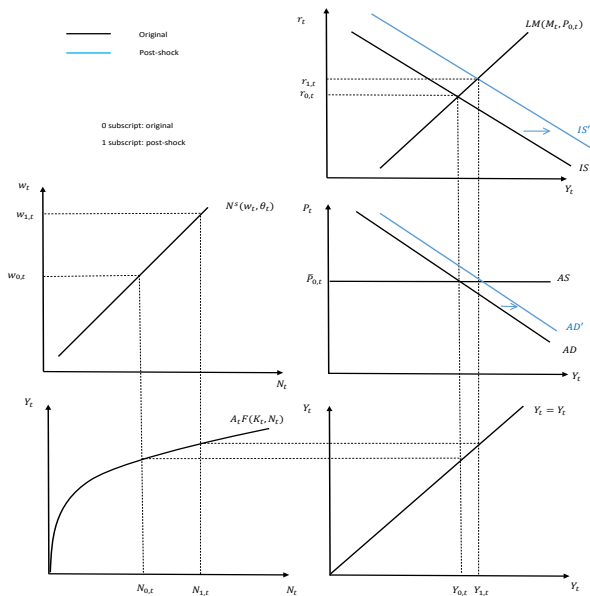 Original
Post-shock
0 subscript: original
1 subscript: post-shock
r_t
LM(M_t, P_{0,t})
r_{1,t}
r_{0,t}
IS'
IS
Y_t
w_t
N^s(w_t, θ_t)
w_{1,t}
w_{0,t}
N_t
P_t
P̄_{0,t}
AS
AD'
AD
Y_t
Y_t
A_tF(K_t, N_t)
N_{0,t}
N_{1,t}
N_t
Y_t
Y_t = Y_t
Y_{0,t}
Y_{1,t}
Y_t